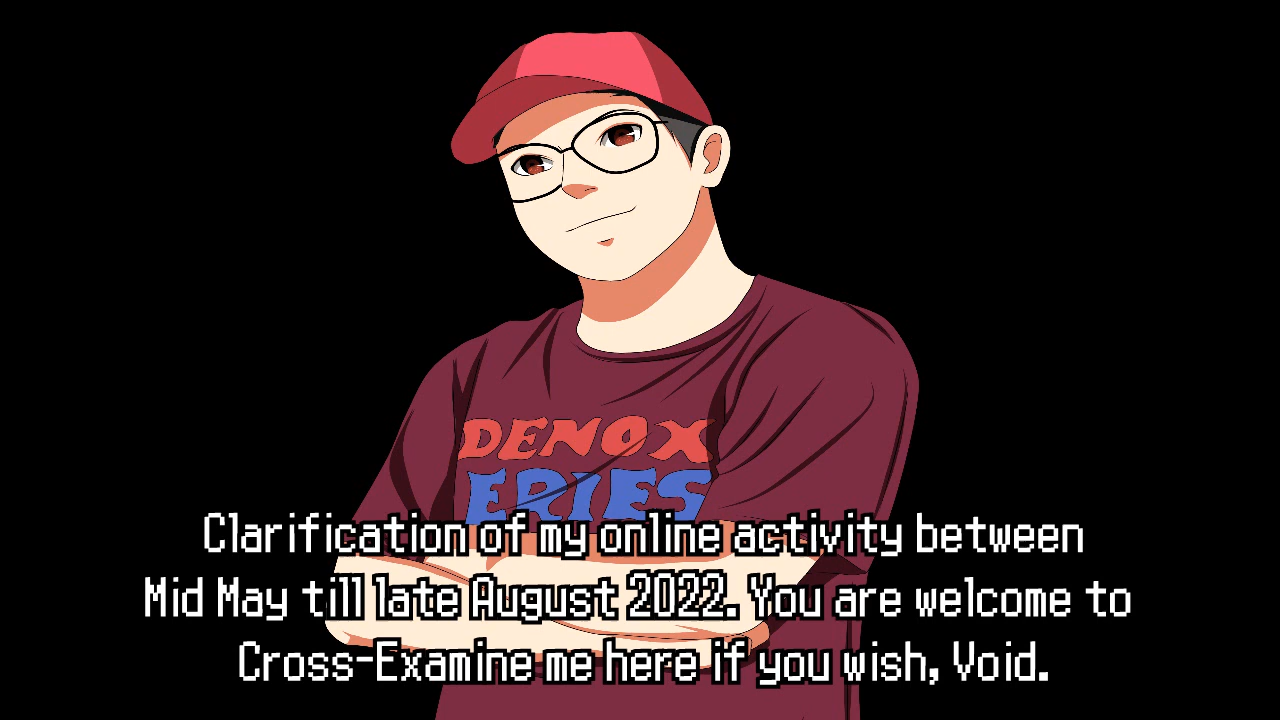 DENOX
ERIES
Clarification of my online activity between
Mid May till late August 2022. You are welcome to
Cross-Examine me here if you wish, Void.